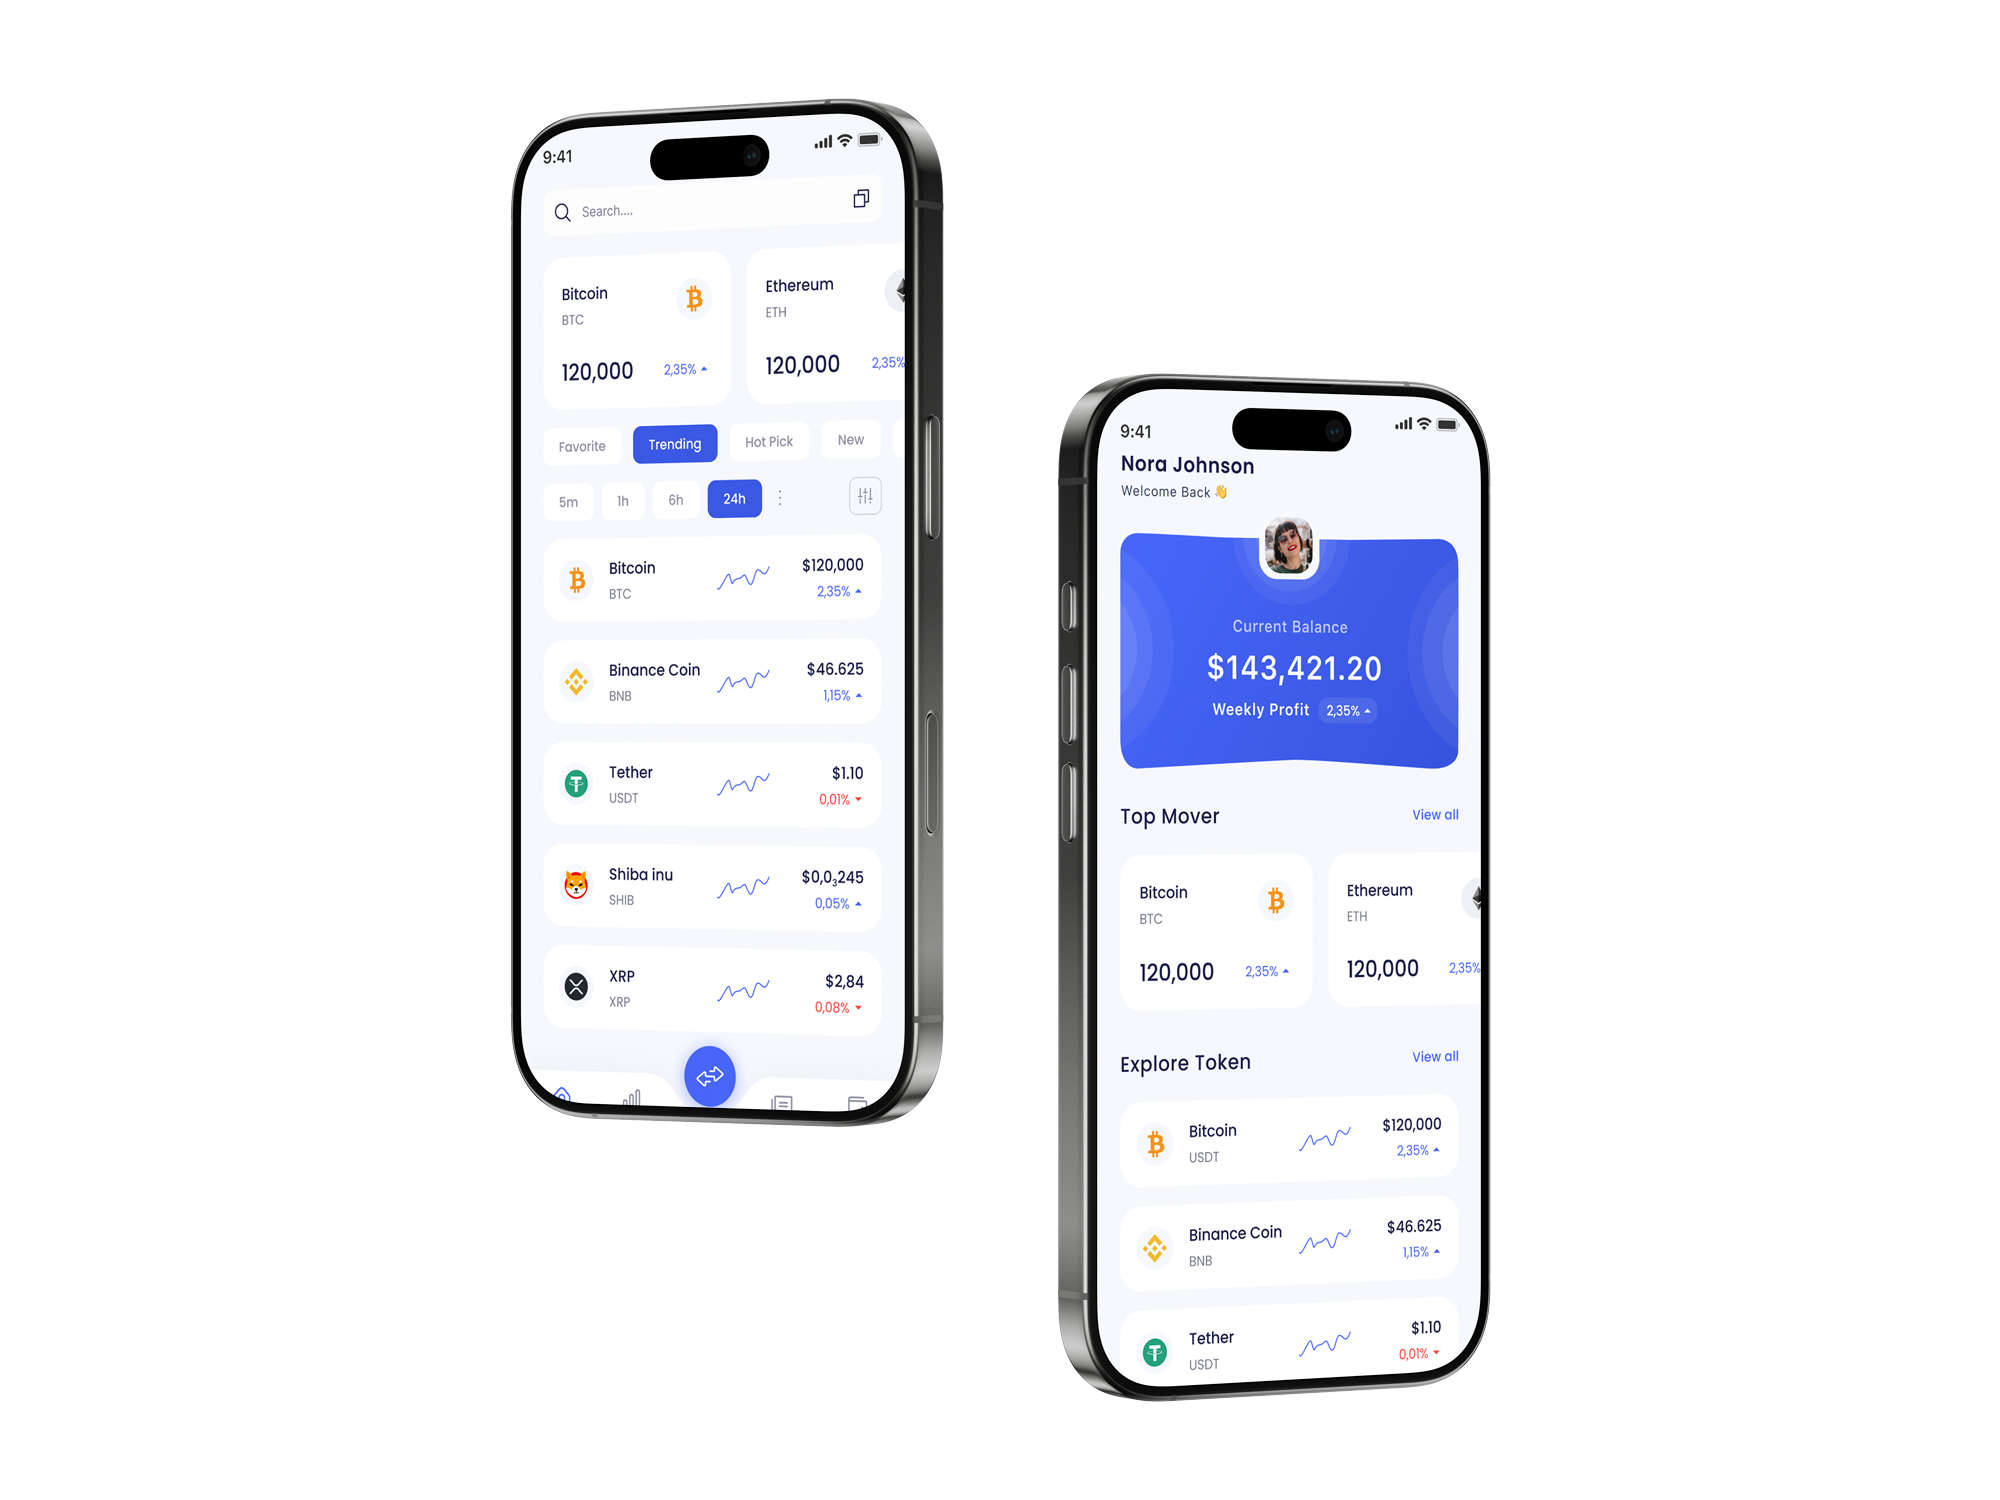 9:41
Search....
Bitcoin
BTC
120,000 2,35%
Ethereum
ETH
120,000 2,35%
Favorite Trending Hot Pick New
5m 1h 6h 24h
Bitcoin $120,000
BTC 2,35%
Binance Coin $46.625
BNB 1,15%
Tether $1.10
USDT 0,01%
Shiba inu $0,0₃245
SHIB 0,05%
XRP $2,84
XRP 0,08%
9:41
Nora Johnson
Welcome Back 👋
Current Balance
$143,421.20
Weekly Profit 2,35%
Top Mover View all
Bitcoin
BTC
120,000 2,35%
Ethereum
ETH
120,000 2,35%
Explore Token View all
Bitcoin $120,000
USDT 2,35%
Binance Coin $46.625
BNB 1,15%
Tether $1.10
USDT 0,01%